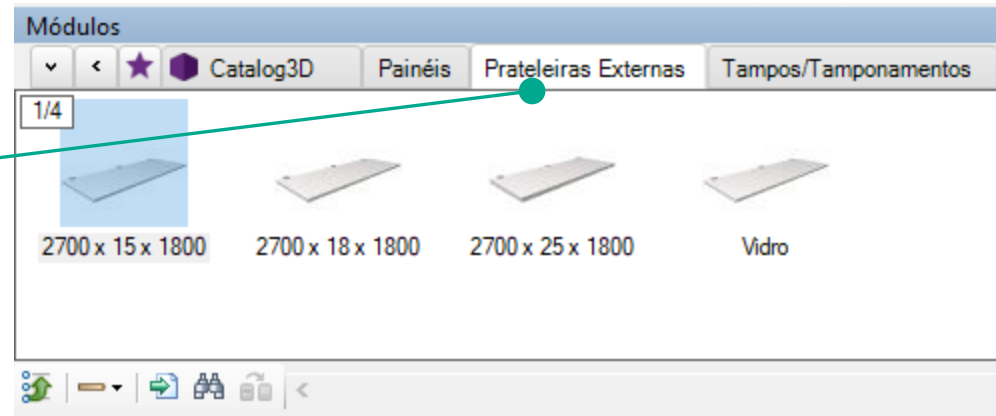 Módulos
Catalog3D Painéis Prateleiras Externas Tampos/Tamponamentos
1/4
2700 x 15 x 1800 2700 x 18 x 1800 2700 x 25 x 1800 Vidro